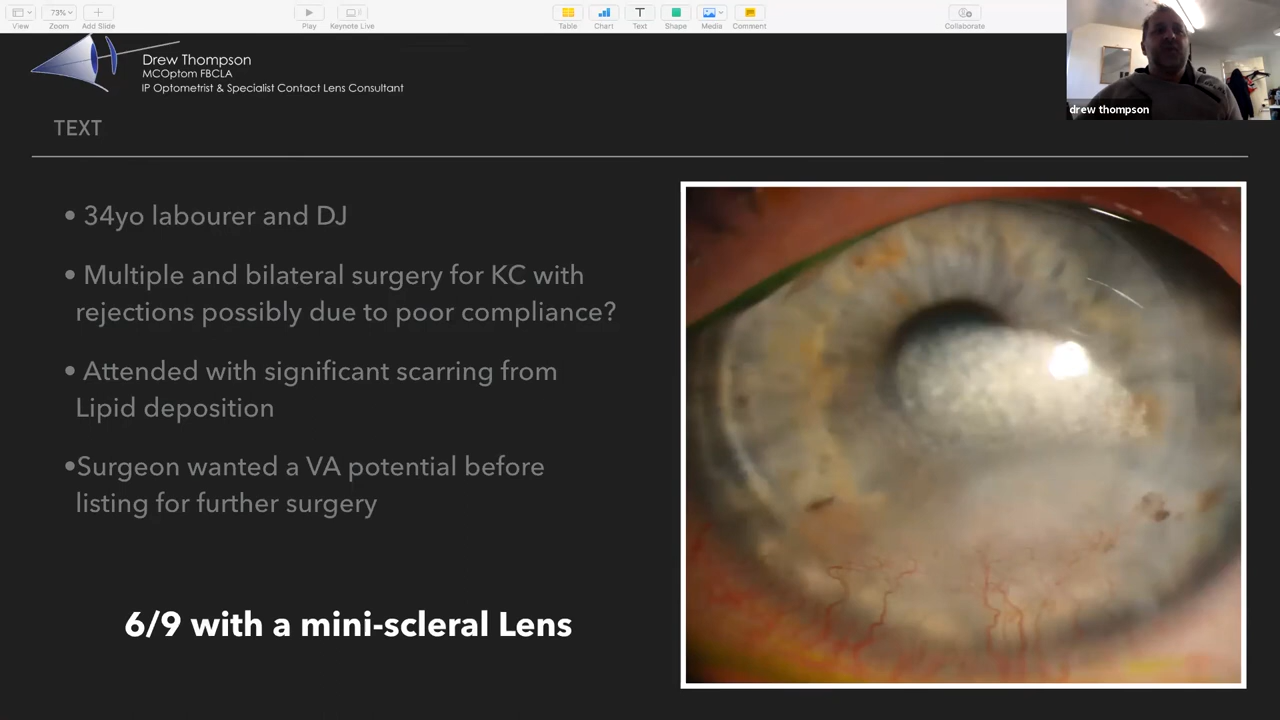 View
73%
Zoom
Add Slide
Play
Keynote Live
Table
Chart
Text
Shape
Media
Comment
Collaborate
Drew Thompson
MCOptom FBCLA
IP Optometrist & Specialist Contact Lens Consultant
drew thompson
TEXT
• 34yo labourer and DJ
• Multiple and bilateral surgery for KC with
rejections possibly due to poor compliance?
• Attended with significant scarring from
Lipid deposition
•Surgeon wanted a VA potential before
listing for further surgery
6/9 with a mini-scleral Lens